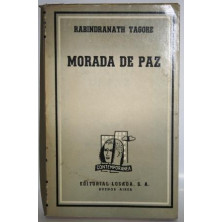 RABINDRANATH TAGORE
MORADA DE PAZ
CONTEMPORANEA
EDITORIAL LOSADA, S. A.
BUENOS AIRES